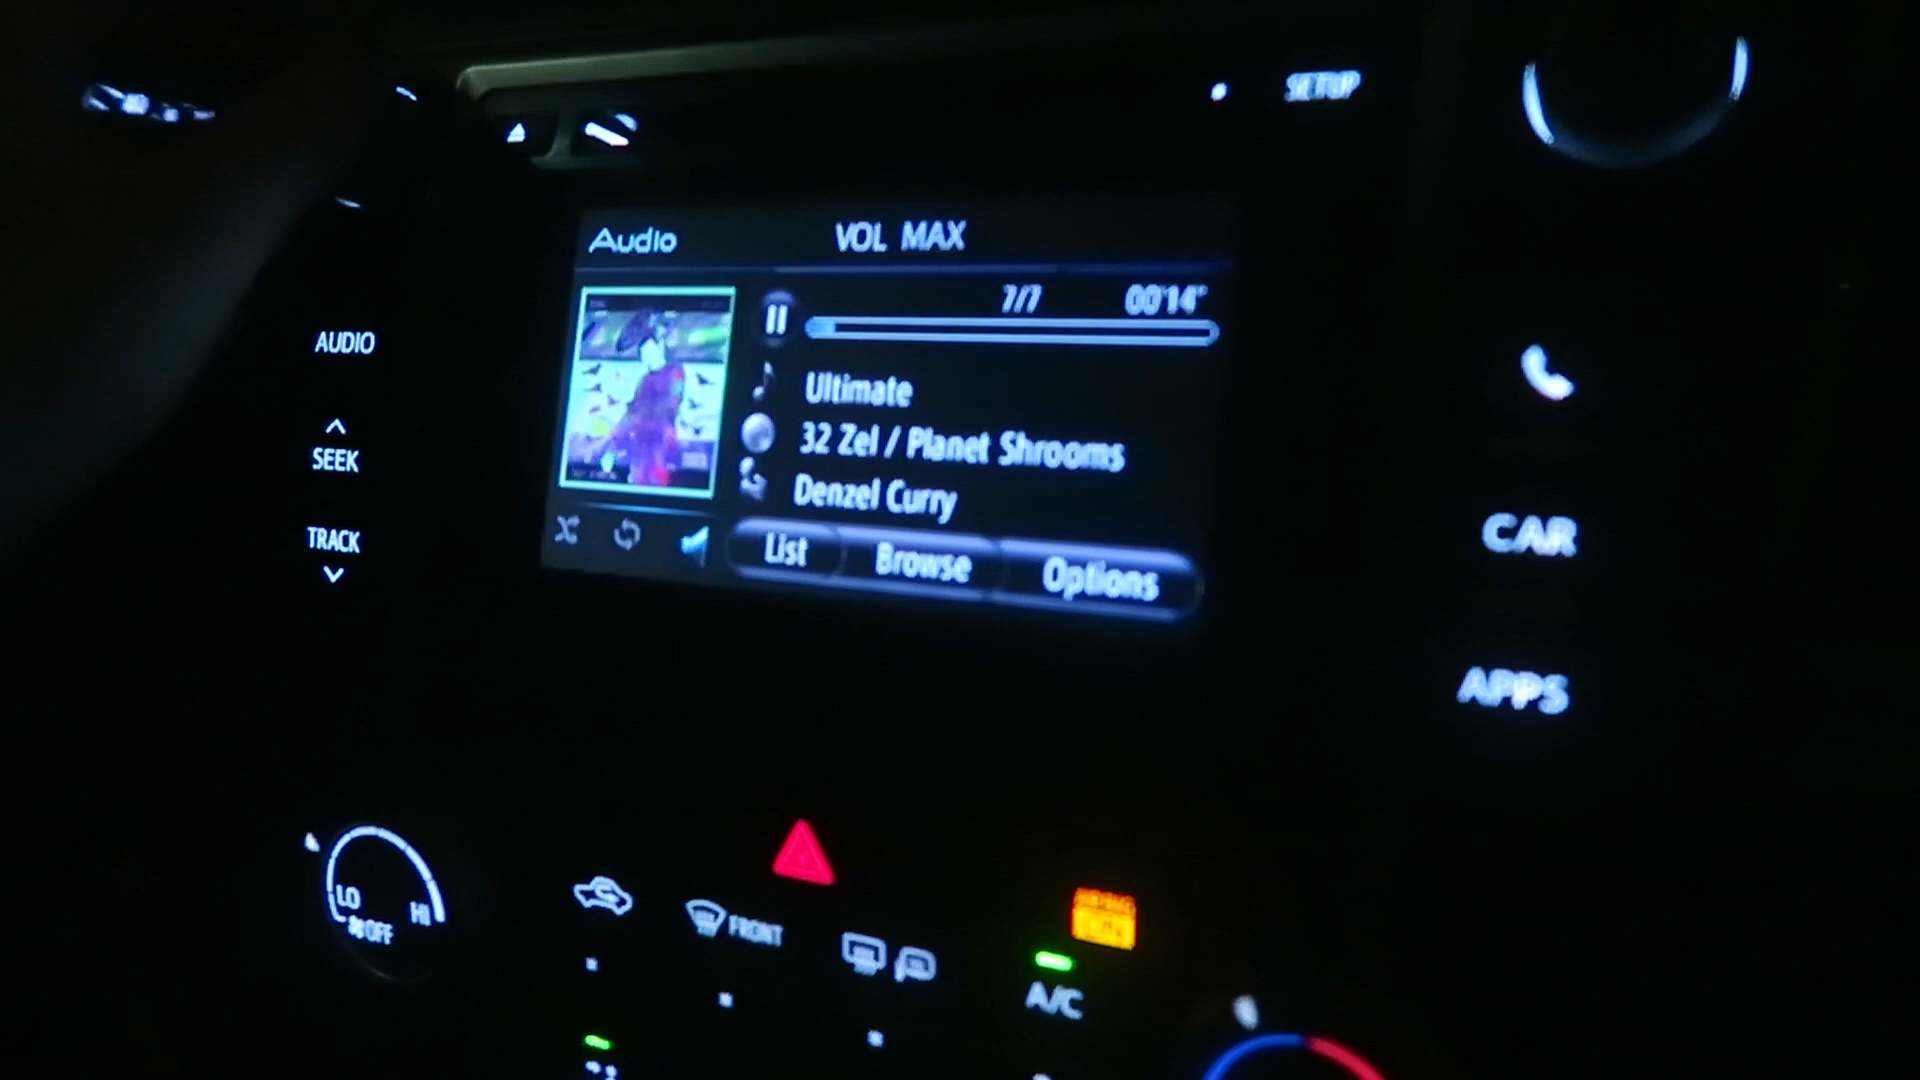 SETUP
Audio VOL MAX
7/7 00'14"
AUDIO
Ultimate
SEEK
32 Zel / Planet Shrooms
Denzel Curry
TRACK
List Browse Options
CAR
APPS
LO HI
OFF
FRONT
A/C